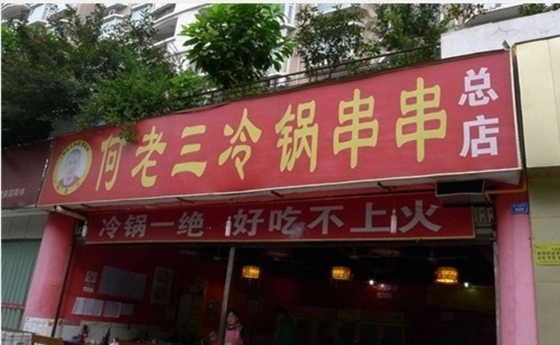 何老三冷锅串串 总店
冷锅一绝 好吃不上火